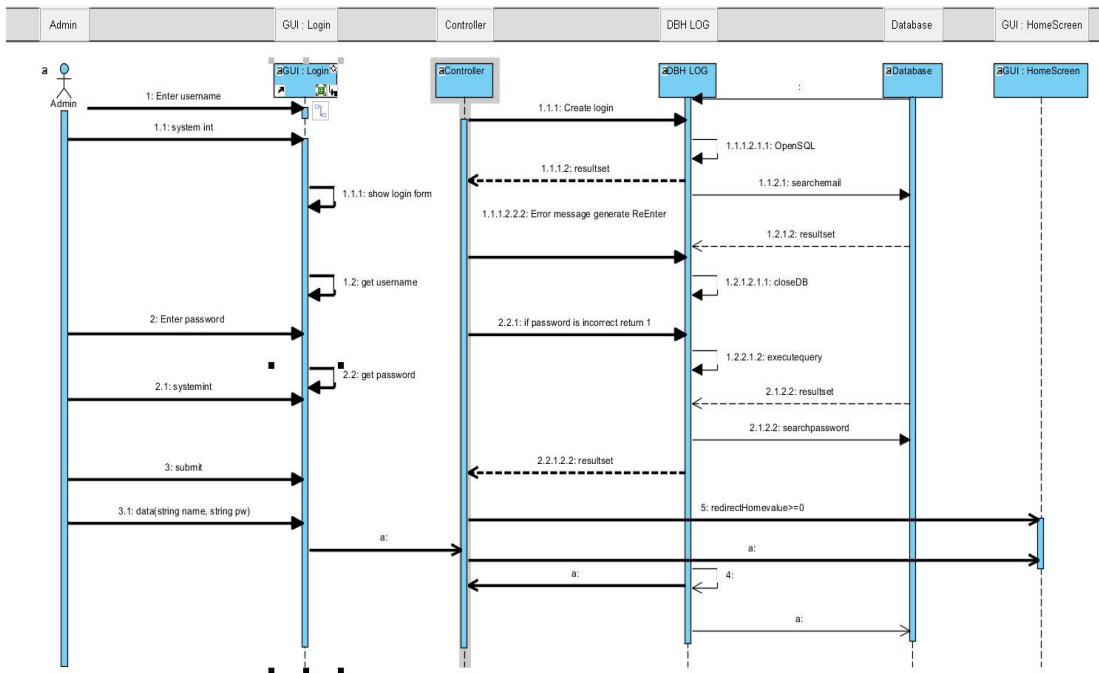 Admin
GUI : Login
Controller
DBH LOG
Database
GUI : HomeScreen
a
Admin
aGUI : Login
aController
aDBH LOG
aDatabase
aGUI : HomeScreen
:
1: Enter username
1.1.1: Create login
1.1: system int
1.1.1.2.1.1: OpenSQL
1.1.1.2: resultset
1.1.2.1: searchemail
1.1.1: show login form
1.1.1.2.2.2: Error message generate ReEnter
1.2.1.2: resultset
1.2: get username
1.2.1.2.1.1: closeDB
2: Enter password
2.2.1: if password is incorrect return 1
1.2.2.1.2: executequery
2.2: get password
2.1: systemint
2.1.2.2: resultset
2.1.2.2: searchpassword
3: submit
2.2.1.2.2: resultset
3.1: data(string name, string pw)
5: redirectHomevalue>=0
a:
a:
a:
4:
a: